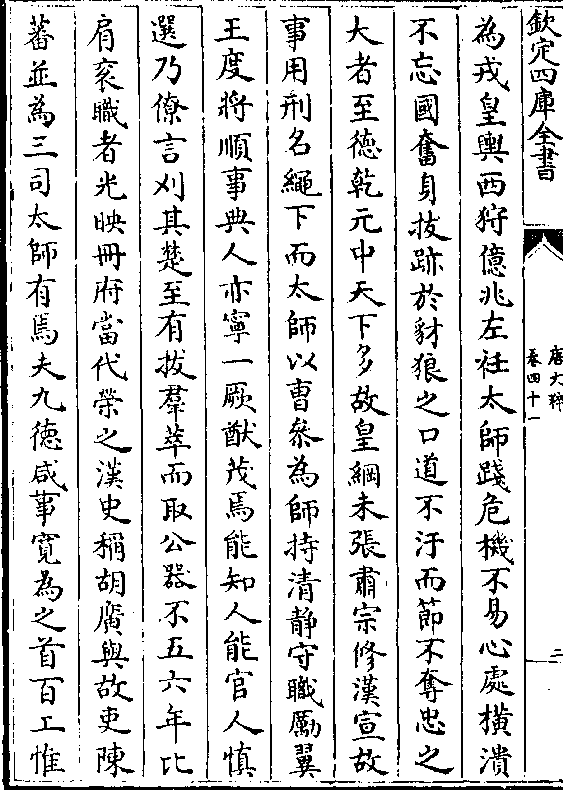 欽定四庫全書
唐文粹
卷四十一
二
為戎皇輿西狩億兆左衽太師踐危機不易心處横潰
不忘國奮身拔跡於豺狼之口道不汙而節不奪忠之
大者至徳乾元中天下多故皇綱未張肅宗修漢宣故
事用刑名繩下而太師以曹叅為師持清静守職勵翼
王度將順事典人亦寧一厥猷茂焉能知人能官人慎
選乃僚言刈其楚至有拔羣萃而取公器不五六年比
肩衮職者光映冊府當代榮之漢史稱胡廣與故吏陳
蕃並為三司太師有焉夫九徳咸事寛為之首百工惟